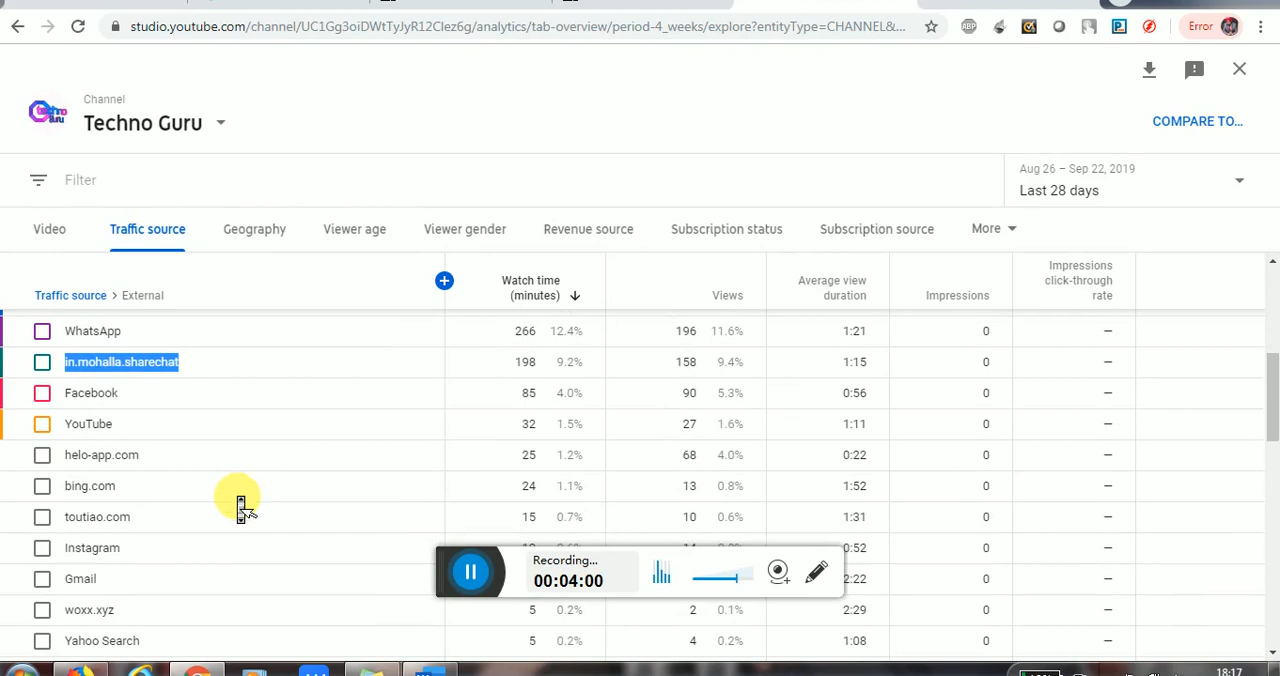 studio.youtube.com/channel/UC1Gg3oiDWtTyJyR12Clez6g/analytics/tab-overview/period-4_weeks/explore?entityType=CHANNEL&...
ABP
Error
Channel
Techno Guru
COMPARE TO...
Filter
Aug 26 – Sep 22, 2019
Last 28 days
Video Traffic source Geography Viewer age Viewer gender Revenue source Subscription status Subscription source More
Traffic source > External Watch time (minutes) Views Average view duration Impressions Impressions click-through rate
WhatsApp 266 12.4% 196 11.6% 1:21 0 –
in.mohalla.sharechat 198 9.2% 158 9.4% 1:15 0 –
Facebook 85 4.0% 90 5.3% 0:56 0 –
YouTube 32 1.5% 27 1.6% 1:11 0 –
helo-app.com 25 1.2% 68 4.0% 0:22 0 –
bing.com 24 1.1% 13 0.8% 1:52 0 –
toutiao.com 15 0.7% 10 0.6% 1:31 0 –
Instagram 0:52 0 –
Gmail 2:22 0 –
Recording...
00:04:00
woxx.xyz 5 0.2% 2 0.1% 2:29 0 –
Yahoo Search 5 0.2% 4 0.2% 1:08 0 –
18:17